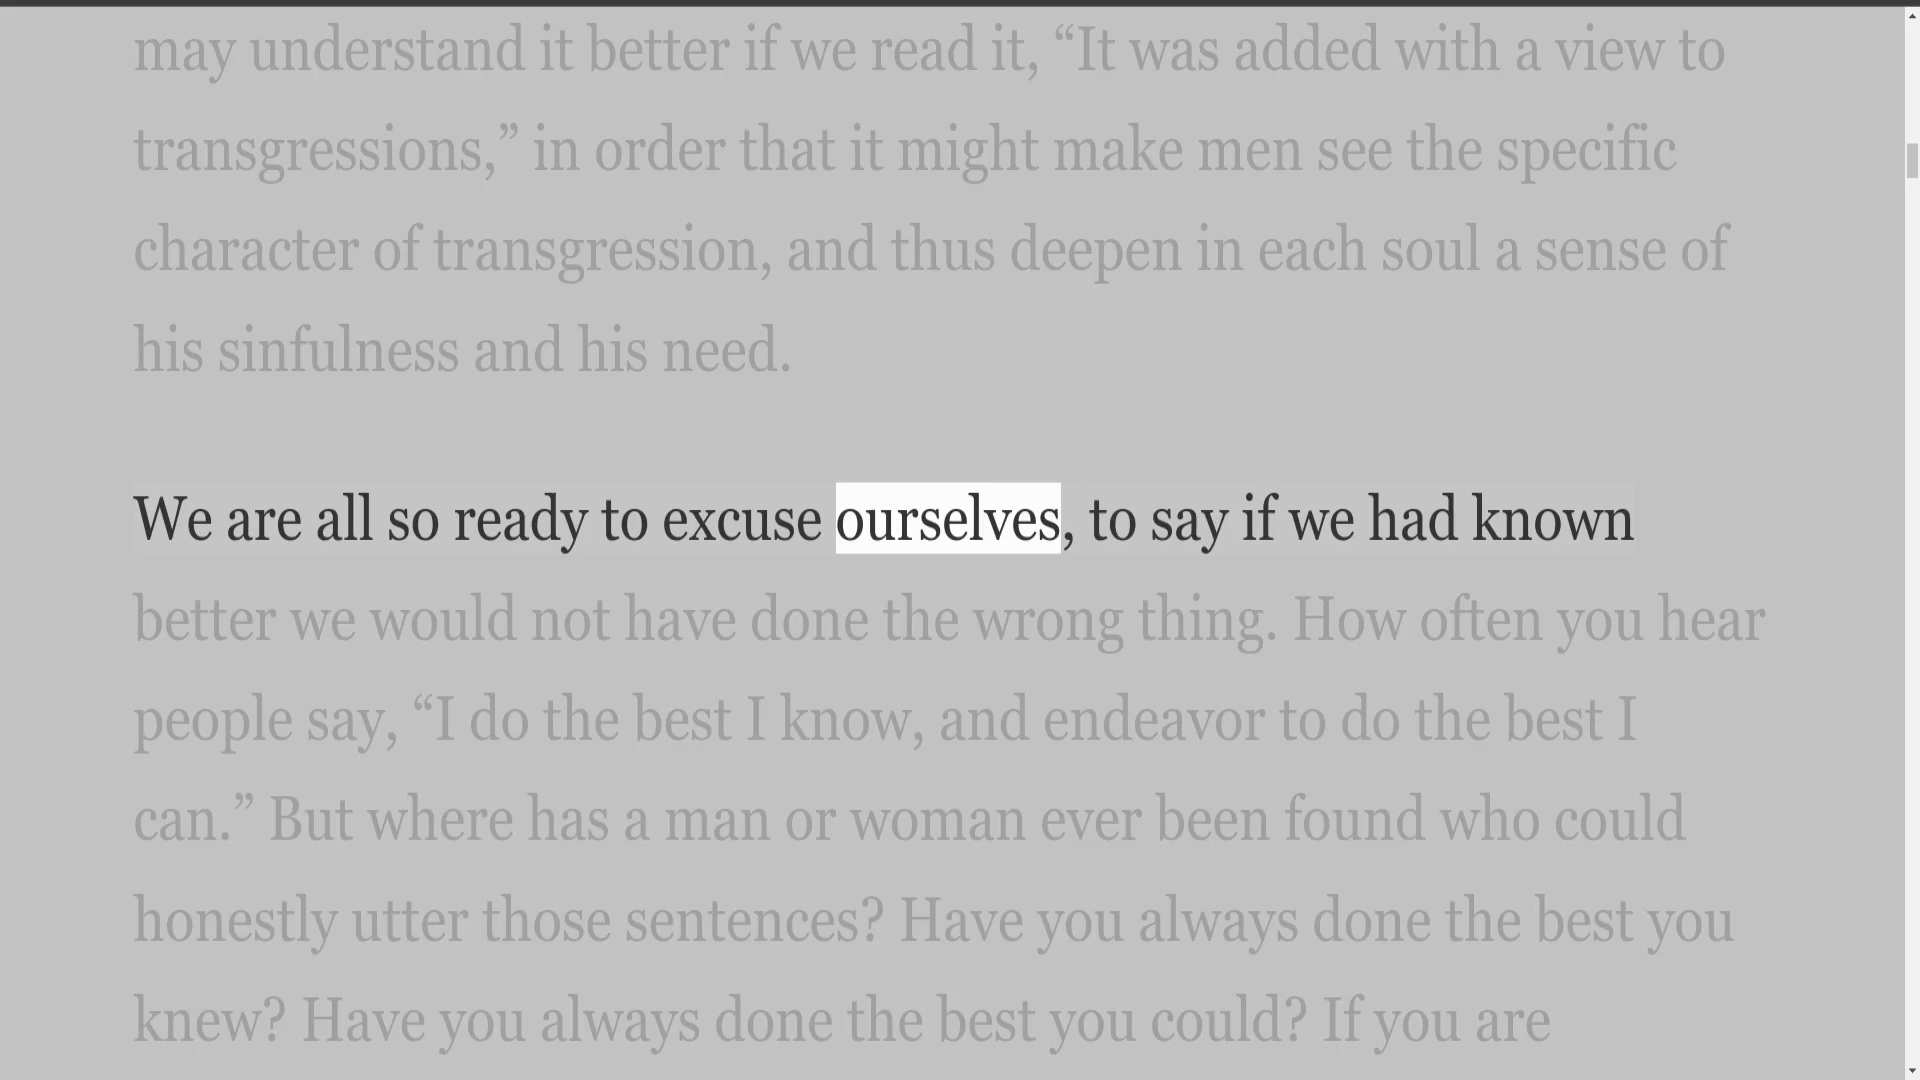 may understand it better if we read it, “It was added with a view to
transgressions,” in order that it might make men see the specific
character of transgression, and thus deepen in each soul a sense of
his sinfulness and his need.
We are all so ready to excuse ourselves, to say if we had known
better we would not have done the wrong thing. How often you hear
people say, “I do the best I know, and endeavor to do the best I
can.” But where has a man or woman ever been found who could
honestly utter those sentences? Have you always done the best you
knew? Have you always done the best you could? If you are